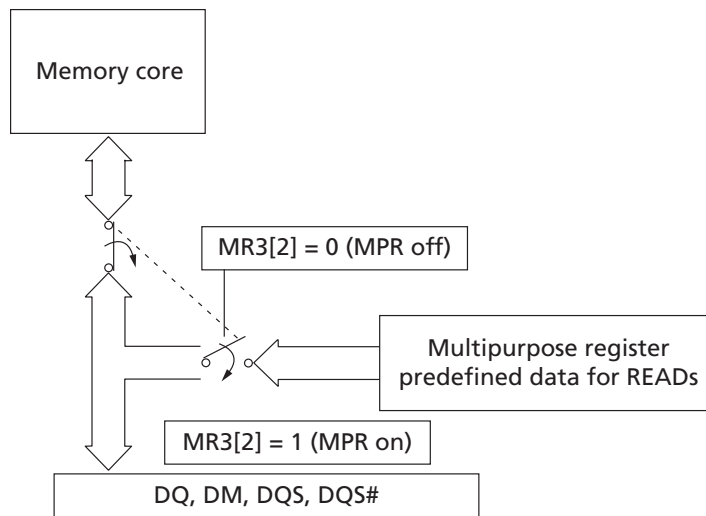 Memory core
MR3[2] = 0 (MPR off)
Multipurpose register
predefined data for READs
MR3[2] = 1 (MPR on)
DQ, DM, DQS, DQS#